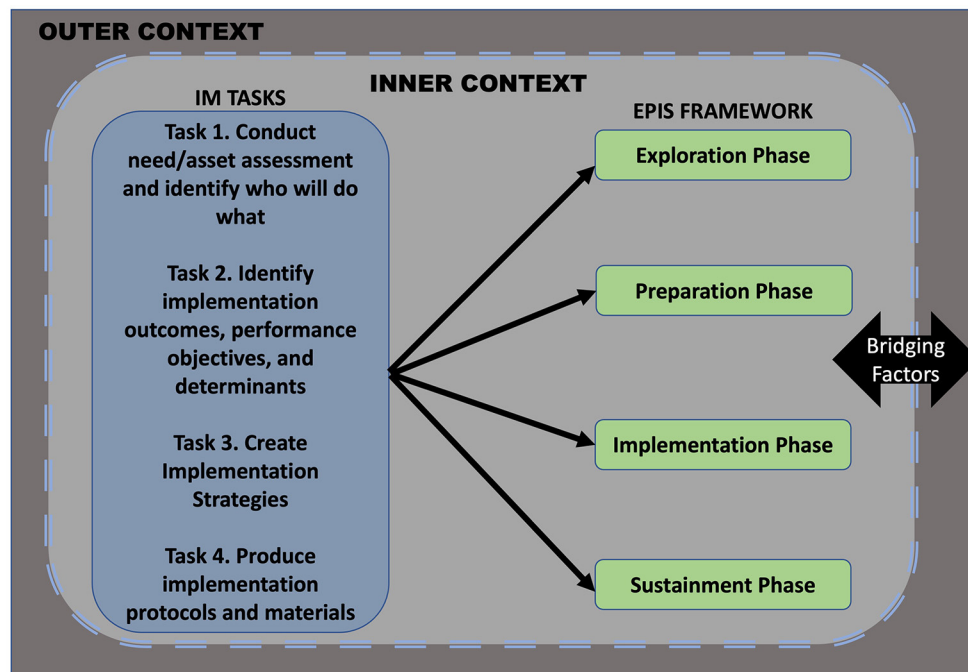 OUTER CONTEXT
INNER CONTEXT
IM TASKS
Task 1. Conduct
need/asset assessment
and identify who will do
what
Task 2. Identify
implementation
outcomes, performance
objectives, and
determinants
Task 3. Create
Implementation
Strategies
Task 4. Produce
implementation
protocols and materials
EPIS FRAMEWORK
Exploration Phase
Preparation Phase
Implementation Phase
Sustainment Phase
Bridging
Factors